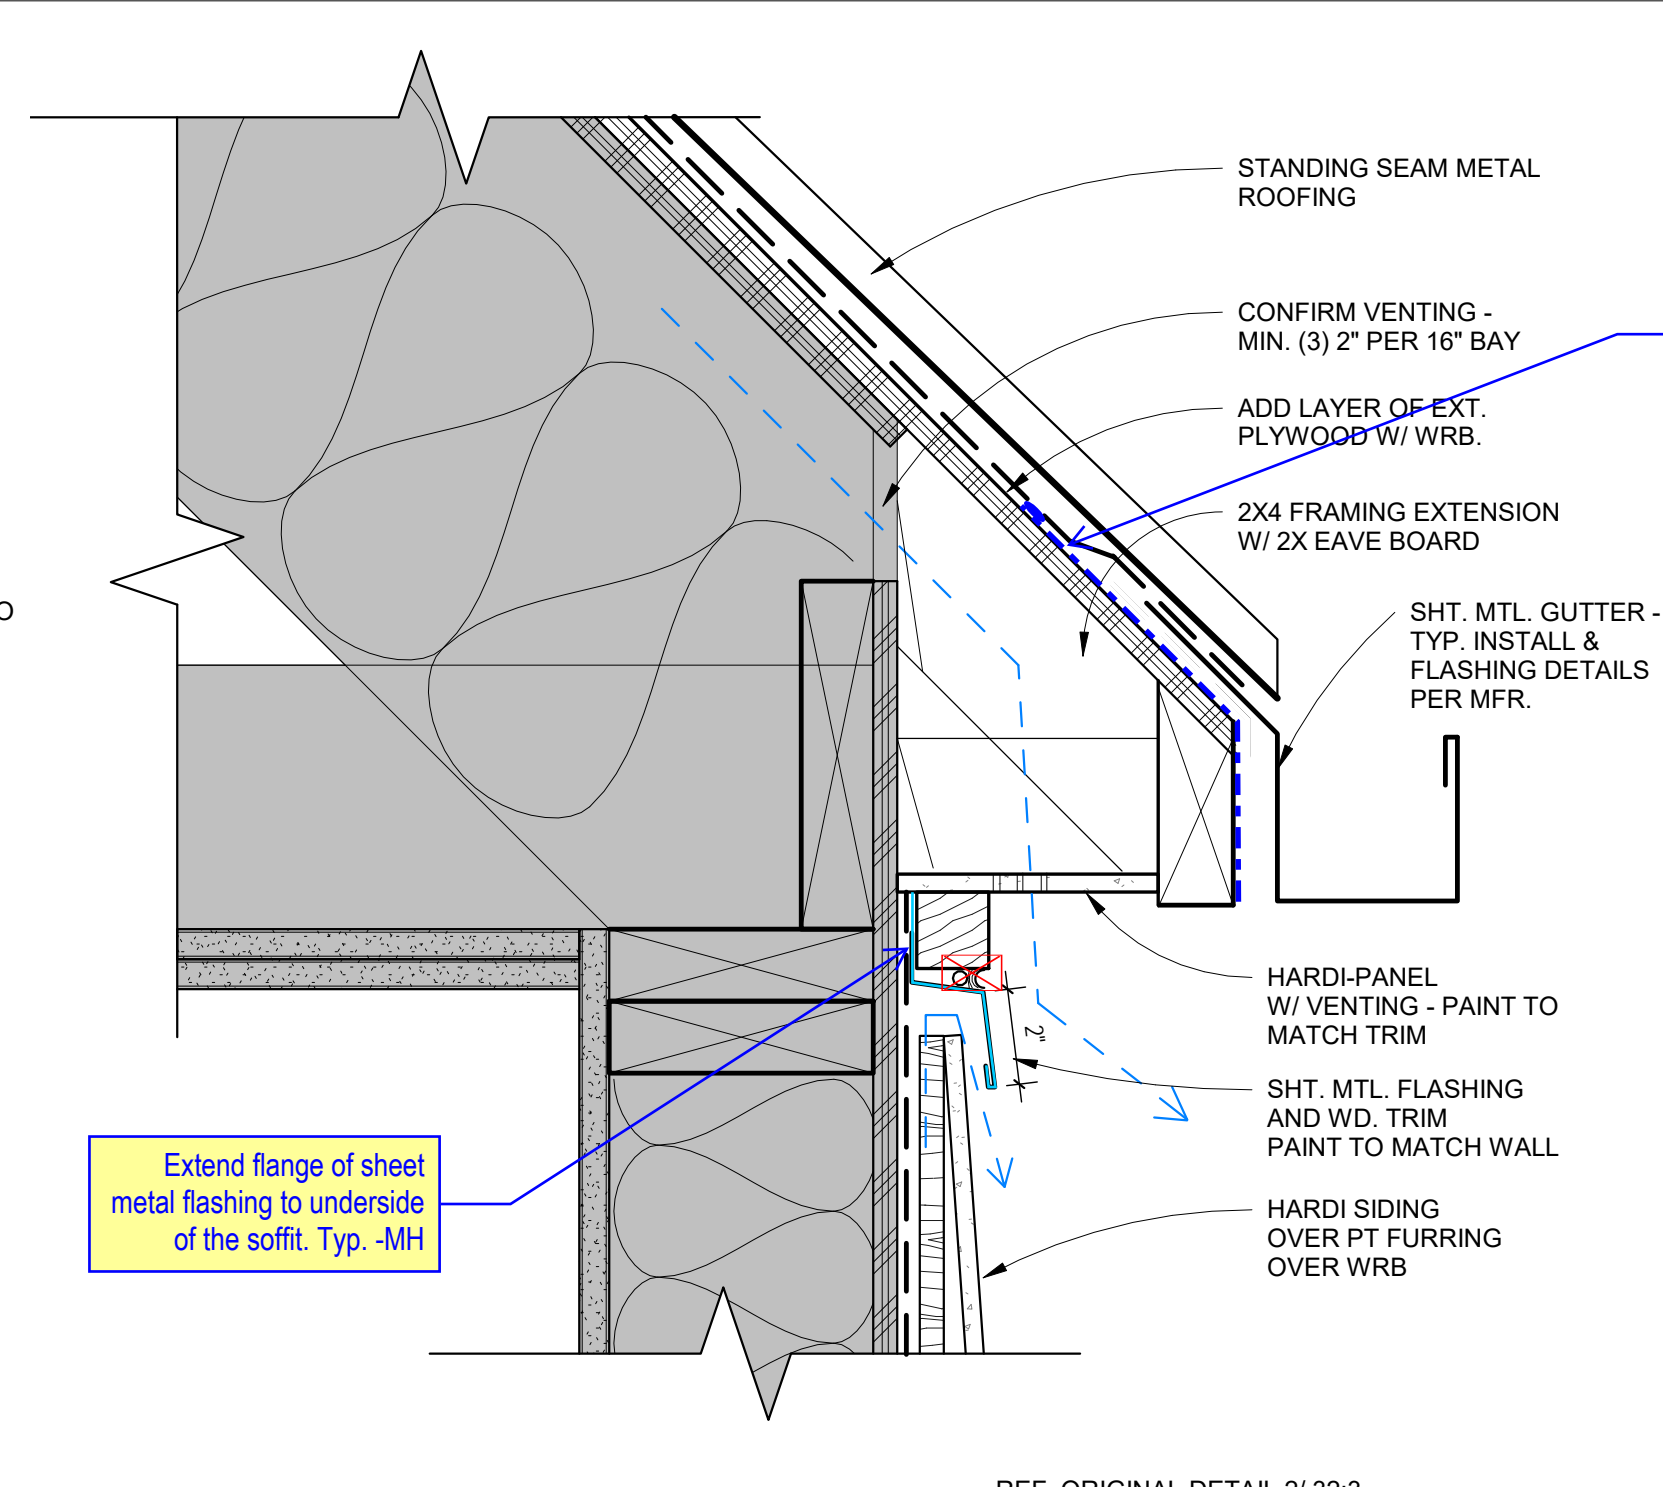 STANDING SEAM METAL
ROOFING
CONFIRM VENTING -
MIN. (3) 2" PER 16" BAY
ADD LAYER OF EXT.
PLYWOOD W/ WRB.
2X4 FRAMING EXTENSION
W/ 2X EAVE BOARD
O
SHT. MTL. GUTTER -
TYP. INSTALL &
FLASHING DETAILS
PER MFR.
HARDI-PANEL
W/ VENTING - PAINT TO
MATCH TRIM
2"
SHT. MTL. FLASHING
AND WD. TRIM
PAINT TO MATCH WALL
Extend flange of sheet
metal flashing to underside
of the soffit. Typ. -MH
HARDI SIDING
OVER PT FURRING
OVER WRB
REF. ORIGINAL DETAIL